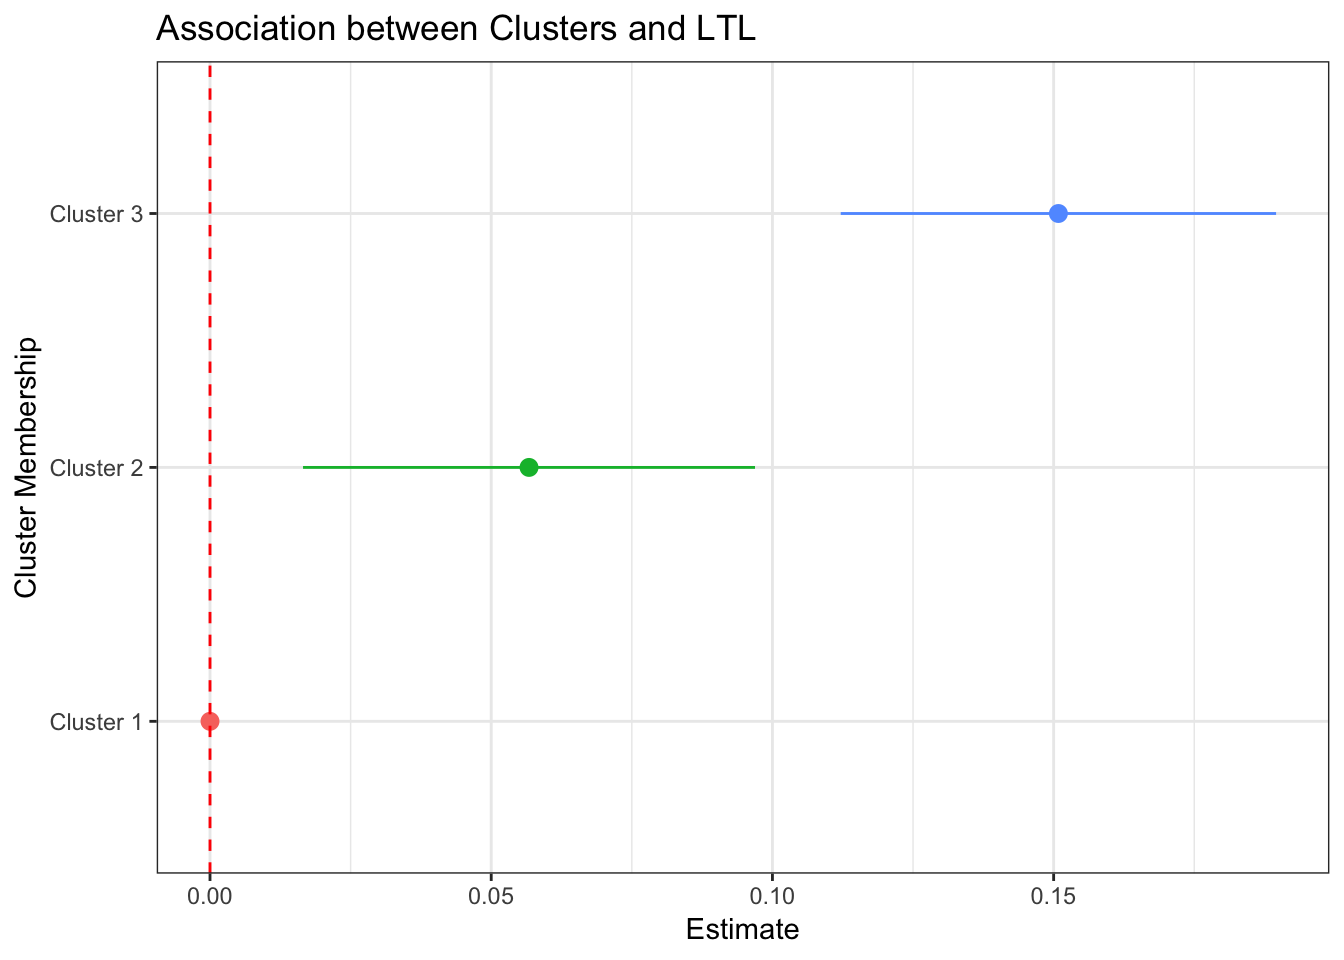 Association between Clusters and LTL
Cluster Membership
Cluster 3
Cluster 2
Cluster 1
0.00 0.05 0.10 0.15
Estimate